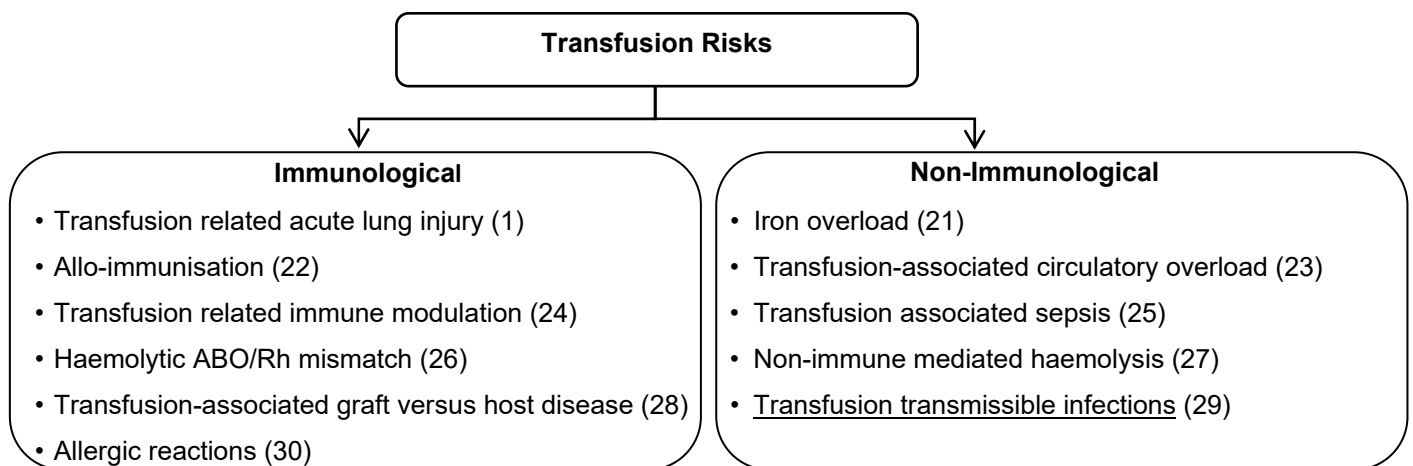 Transfusion Risks
Immunological
• Transfusion related acute lung injury (1)
• Allo-immunisation (22)
• Transfusion related immune modulation (24)
• Haemolytic ABO/Rh mismatch (26)
• Transfusion-associated graft versus host disease (28)
• Allergic reactions (30)
Non-Immunological
• Iron overload (21)
• Transfusion-associated circulatory overload (23)
• Transfusion associated sepsis (25)
• Non-immune mediated haemolysis (27)
• Transfusion transmissible infections (29)